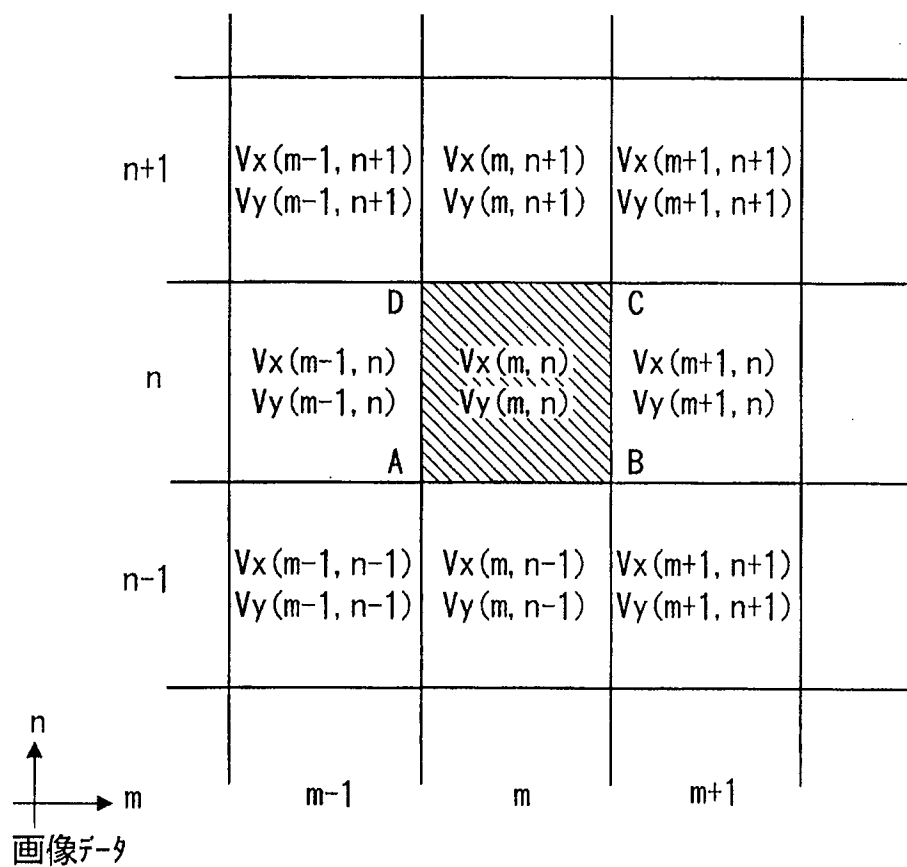 n+1
Vx(m-1, n+1) Vx(m, n+1) Vx(m+1, n+1)
Vy(m-1, n+1) Vy(m, n+1) Vy(m+1, n+1)
D C
n
Vx(m-1, n) Vx(m, n) Vx(m+1, n)
Vy(m-1, n) Vy(m, n) Vy(m+1, n)
A B
n-1
Vx(m-1, n-1) Vx(m, n-1) Vx(m+1, n+1)
Vy(m-1, n-1) Vy(m, n-1) Vy(m+1, n+1)
n
m
m-1 m m+1
画像データ